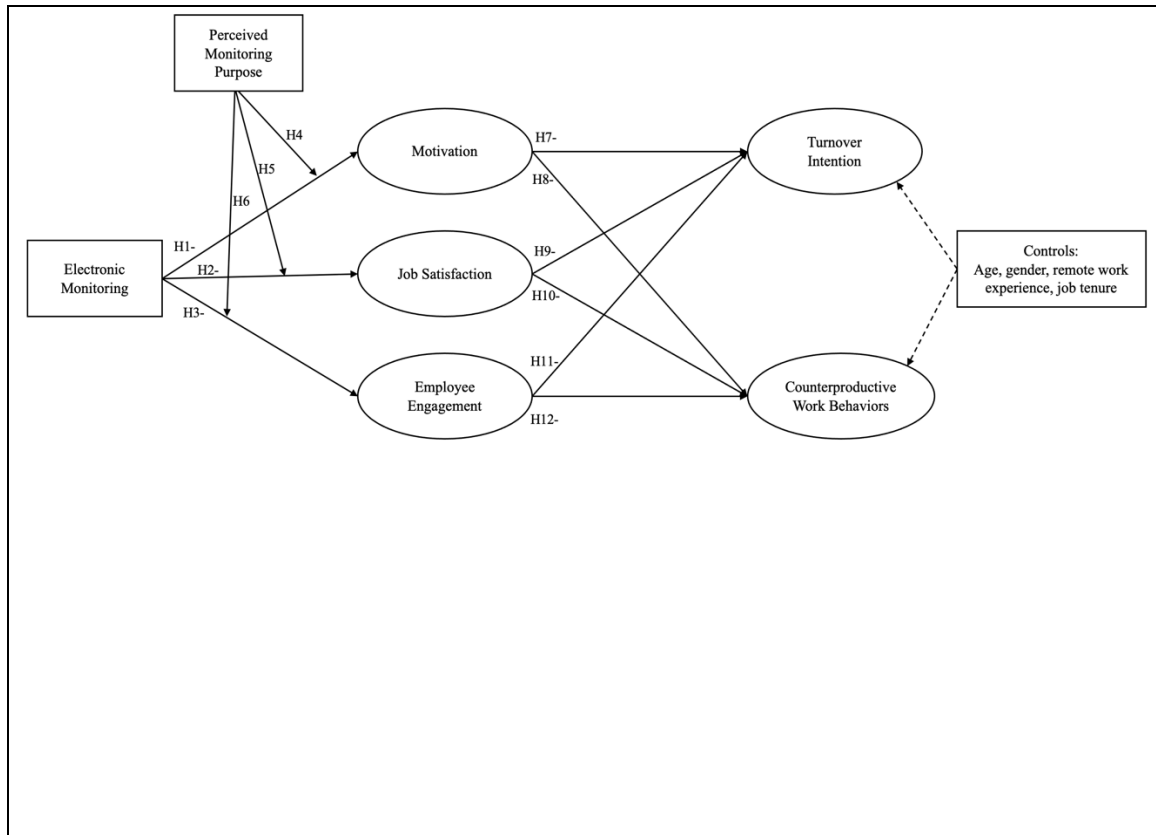 Perceived
Monitoring
Purpose
H4
H5
H6
H1-
H2-
H3-
Electronic
Monitoring
Motivation
Job Satisfaction
Employee
Engagement
H7-
H8-
H9-
H10-
H11-
H12-
Turnover
Intention
Counterproductive
Work Behaviors
Controls:
Age, gender, remote work
experience, job tenure